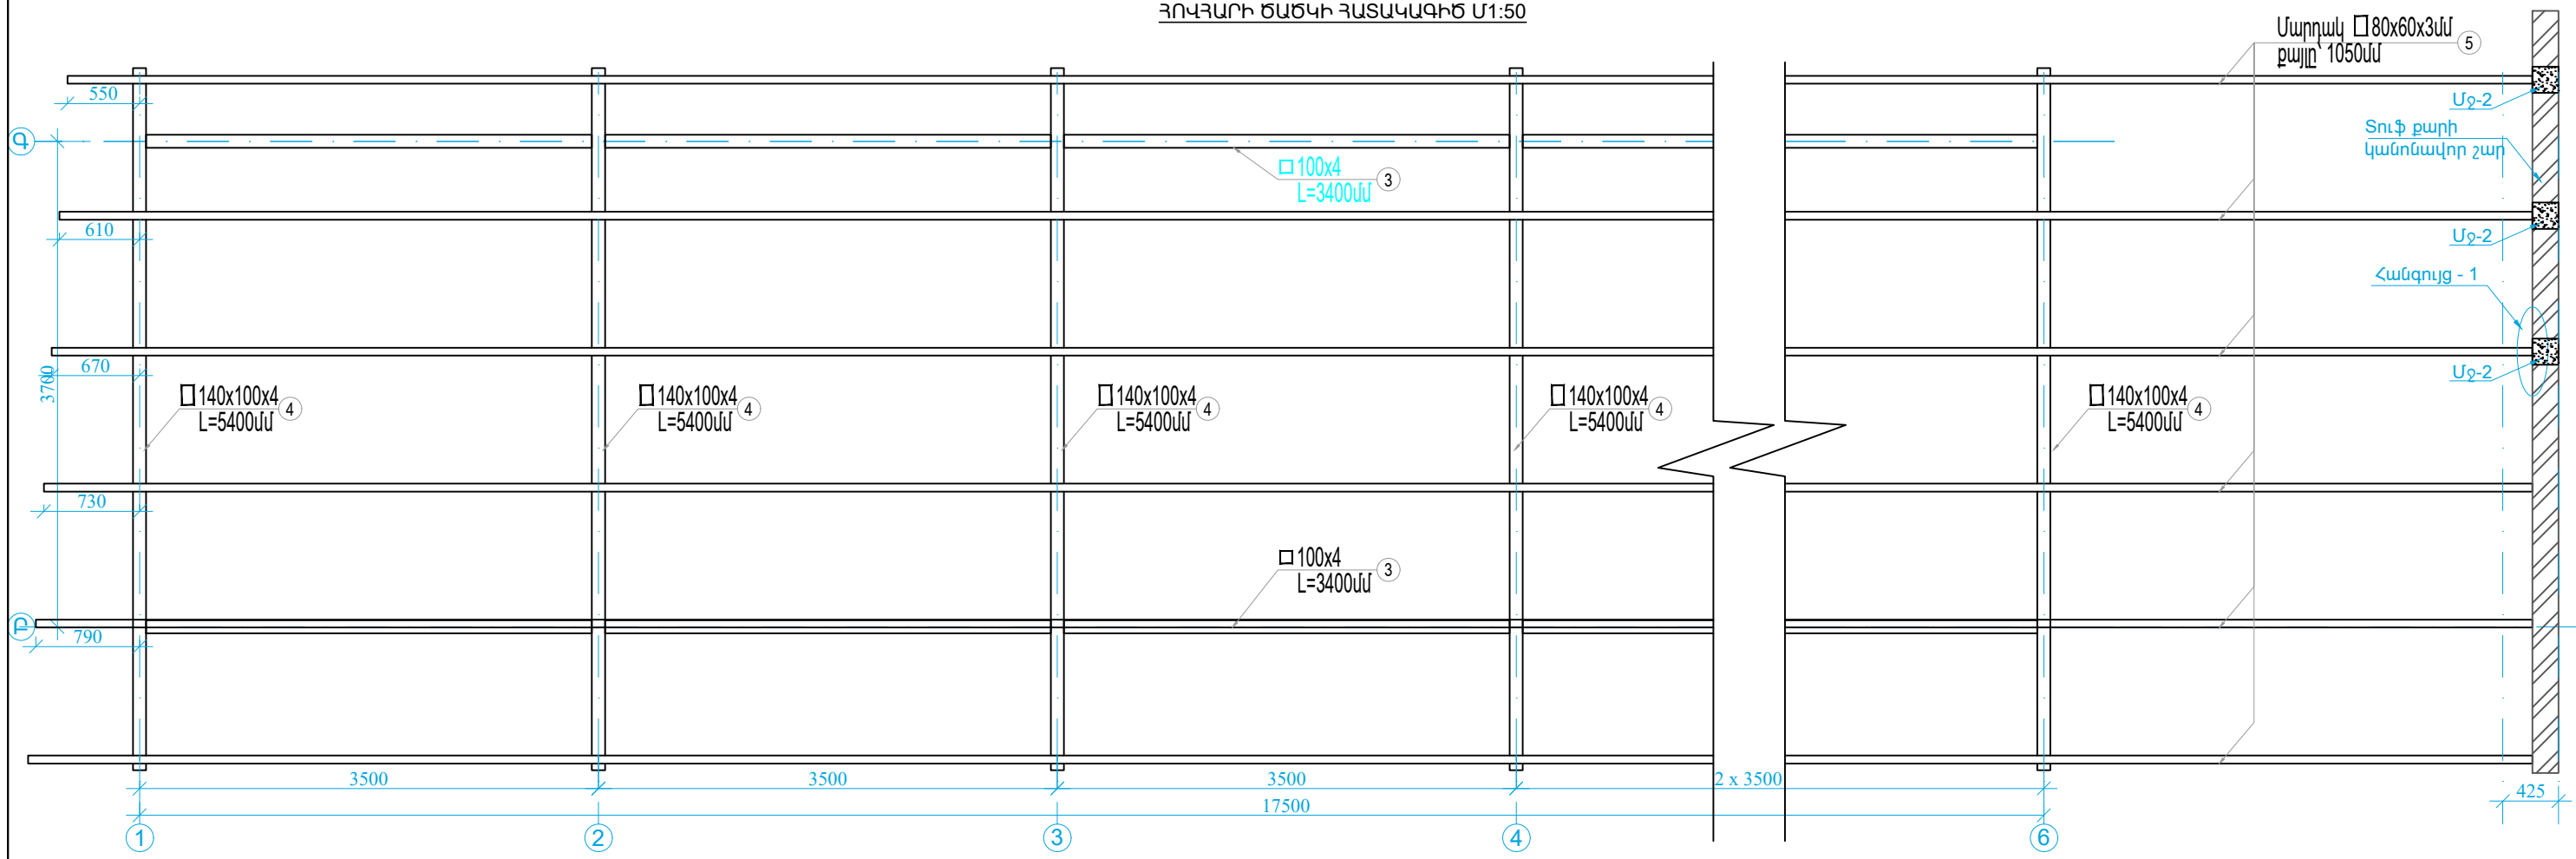 ՀՈՎՀԱՐԻ ԾԱԾԿԻ ՀԱՏԱԿԱԳԻԾ Մ1:50
Մարդակ □80x60x3մմ
քայլը՝ 1050մմ
5
550
Մջ-2
Գ
Տուֆ քարի
կանոնավոր շար
□100x4
L=3400մմ
3
610
Մջ-2
Հանգույց - 1
670
3700
Մջ-2
□140x100x4
L=5400մմ
4
□140x100x4
L=5400մմ
4
□140x100x4
L=5400մմ
4
□140x100x4
L=5400մմ
4
□140x100x4
L=5400մմ
4
730
□100x4
L=3400մմ
3
Բ
790
3500
3500
3500
2 x 3500
17500
425
1
2
3
4
6